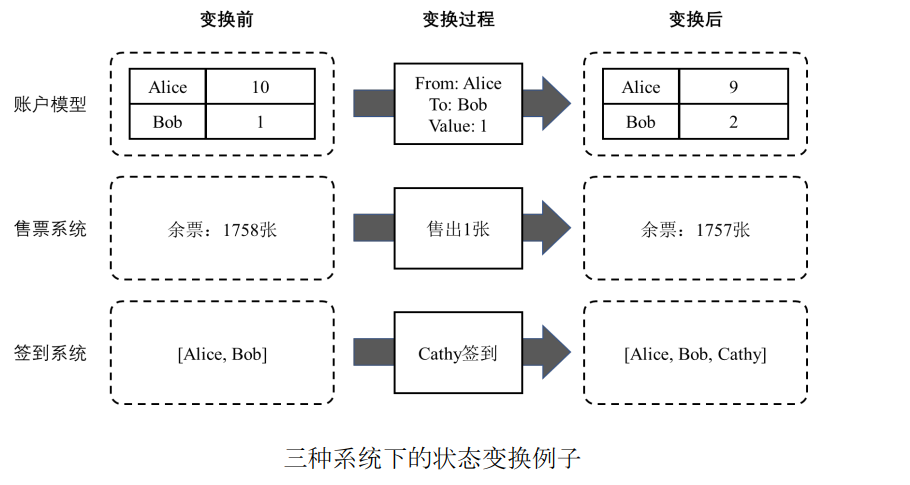 变换前 变换过程 变换后
账户模型
Alice 10
Bob 1
From: Alice
To: Bob
Value: 1
Alice 9
Bob 2
售票系统
余票：1758张
售出1张
余票：1757张
签到系统
[Alice, Bob]
Cathy签到
[Alice, Bob, Cathy]
三种系统下的状态变换例子